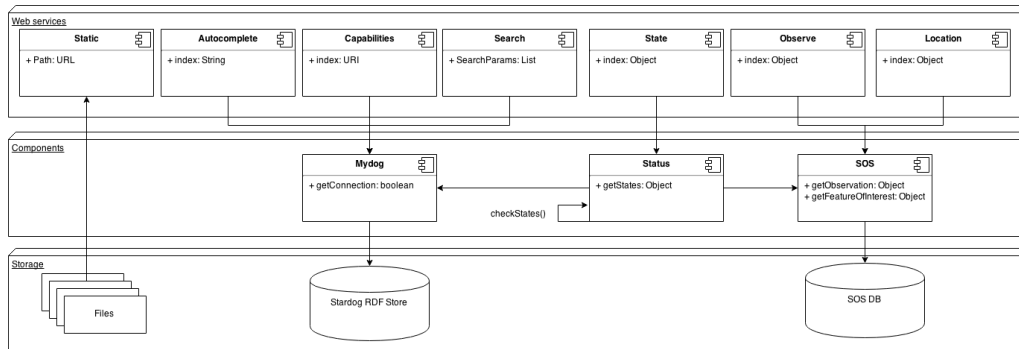 Web services
Static
+ Path: URL
Autocomplete
+ index: String
Capabilities
+ index: URI
Search
+ SearchParams: List
State
+ index: Object
Observe
+ index: Object
Location
+ index: Object
Components
Mydog
+ getConnection: boolean
Status
+ getStates: Object
checkStates()
SOS
+ getObservation: Object
+ getFeatureOfInterest: Object
Storage
Files
Stardog RDF Store
SOS DB